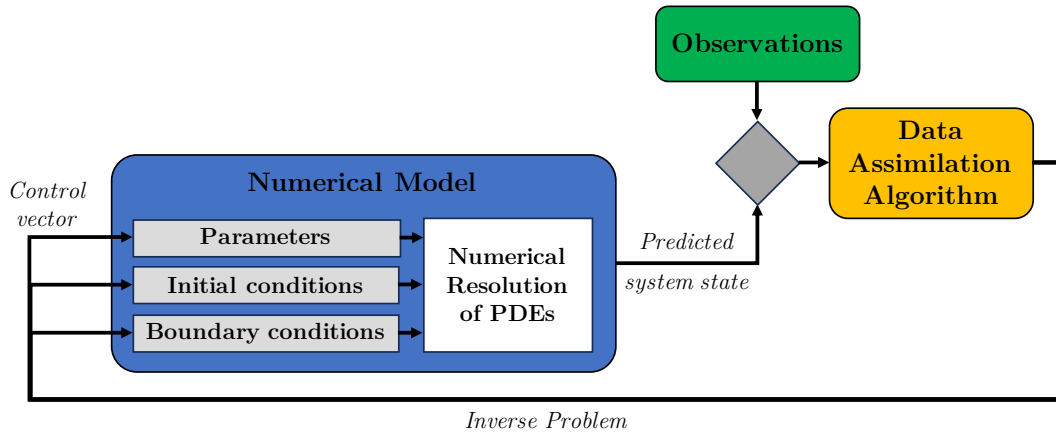 Observations
Data
Assimilation
Algorithm
Numerical Model
Control
vector
Parameters
Initial conditions
Boundary conditions
Numerical
Resolution
of PDEs
Predicted
system state
Inverse Problem